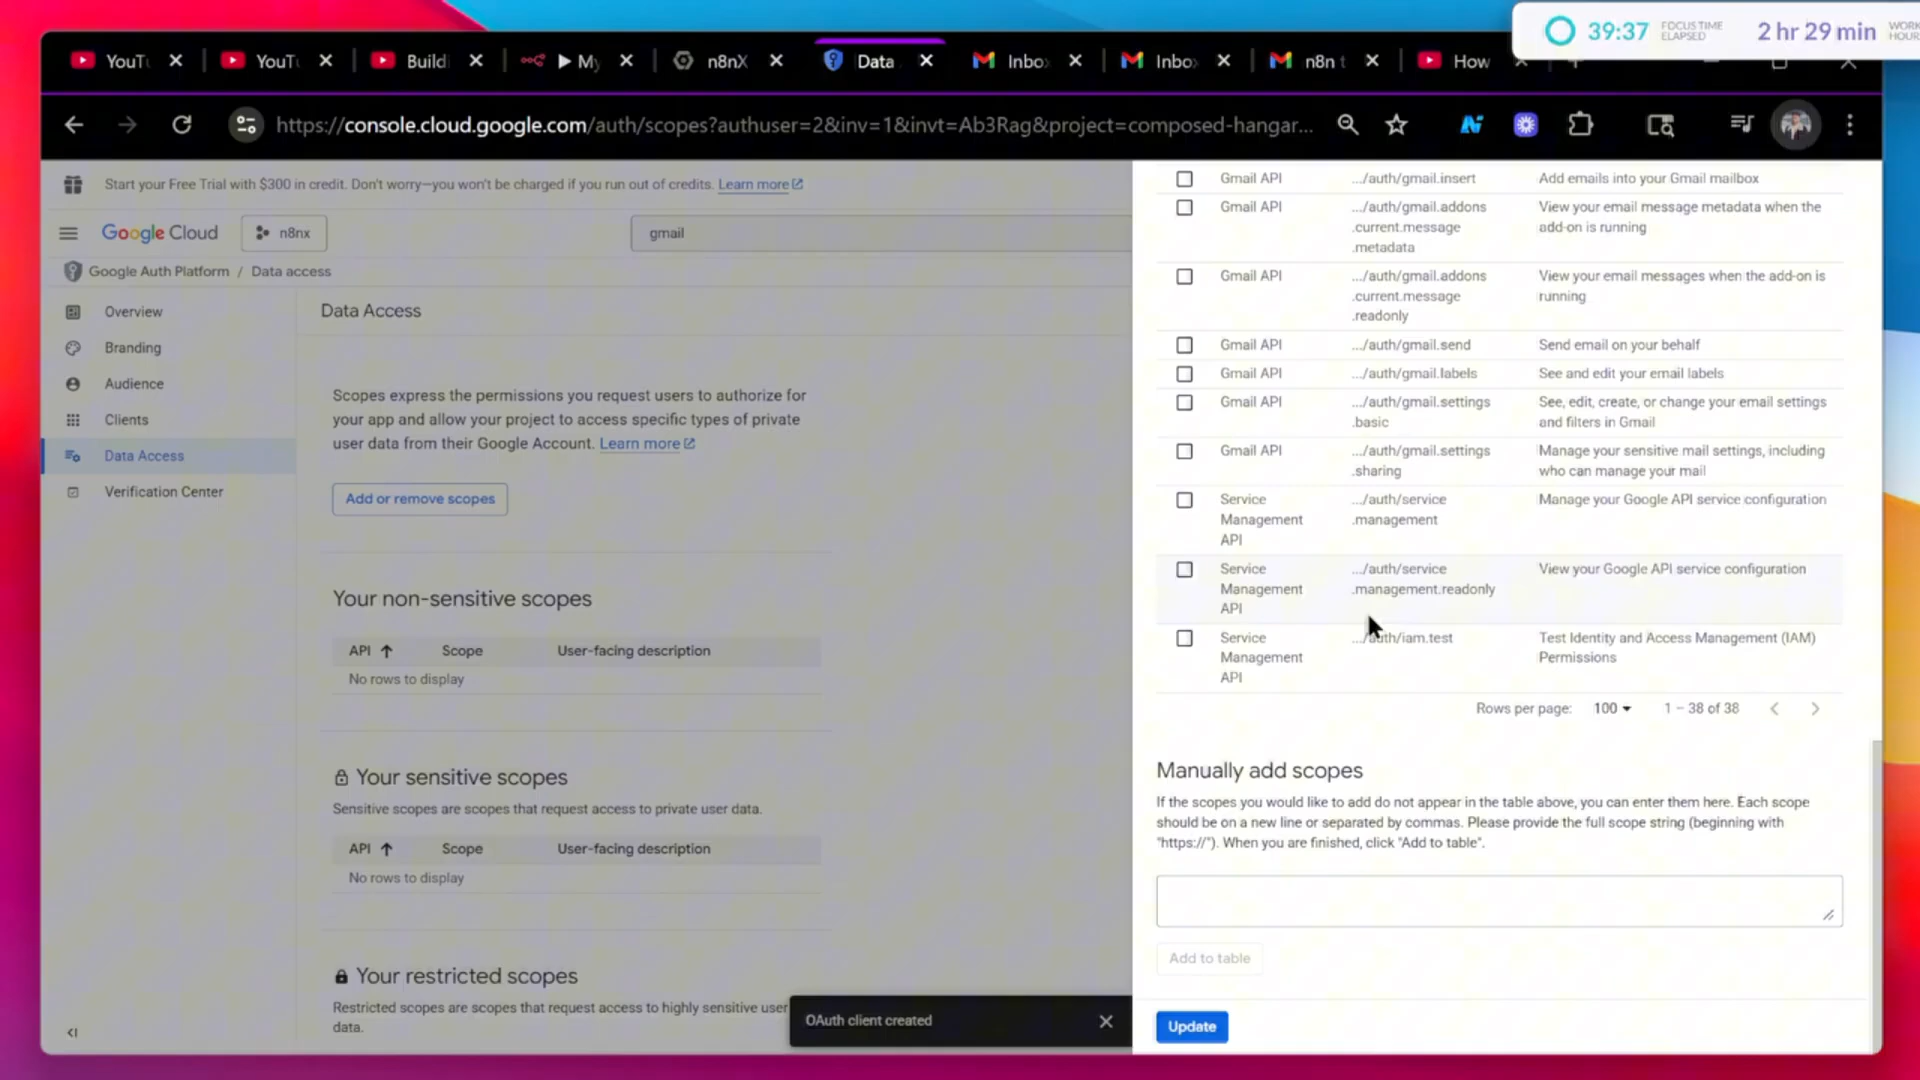 39:37
FOCUS TIME
ELAPSED
2 hr 29 min
WORK
HOUR
YouTu
YouTu
Build
My
n8nX
Data
Inbo
Inbo
n8n t
How
https://console.cloud.google.com/auth/scopes?authuser=2&inv=1&invt=Ab3Rag&project=composed-hangar...
Start your Free Trial with $300 in credit. Don't worry—you won't be charged if you run out of credits. Learn more
Google Cloud
n8nx
gmail
Google Auth Platform / Data access
Overview
Branding
Audience
Clients
Data Access
Verification Center
Data Access
Scopes express the permissions you request users to authorize for
your app and allow your project to access specific types of private
user data from their Google Account. Learn more
Add or remove scopes
Your non-sensitive scopes
API Scope User-facing description
No rows to display
Your sensitive scopes
Sensitive scopes are scopes that request access to private user data.
API Scope User-facing description
No rows to display
Your restricted scopes
Restricted scopes are scopes that request access to highly sensitive user
data.
OAuth client created
Gmail API .../auth/gmail.insert Add emails into your Gmail mailbox
Gmail API .../auth/gmail.addons View your email message metadata when the
.current.message add-on is running
.metadata
Gmail API .../auth/gmail.addons View your email messages when the add-on is
.current.message running
.readonly
Gmail API .../auth/gmail.send Send email on your behalf
Gmail API .../auth/gmail.labels See and edit your email labels
Gmail API .../auth/gmail.settings See, edit, create, or change your email settings
.basic and filters in Gmail
Gmail API .../auth/gmail.settings Manage your sensitive mail settings, including
.sharing who can manage your mail
Service .../auth/service Manage your Google API service configuration
Management .management
API
Service .../auth/service View your Google API service configuration
Management .management.readonly
API
Service .../auth/iam.test Test Identity and Access Management (IAM)
Management Permissions
API
Rows per page: 100 1 – 38 of 38
Manually add scopes
If the scopes you would like to add do not appear in the table above, you can enter them here. Each scope
should be on a new line or separated by commas. Please provide the full scope string (beginning with
"https://"). When you are finished, click "Add to table".
Add to table
Update